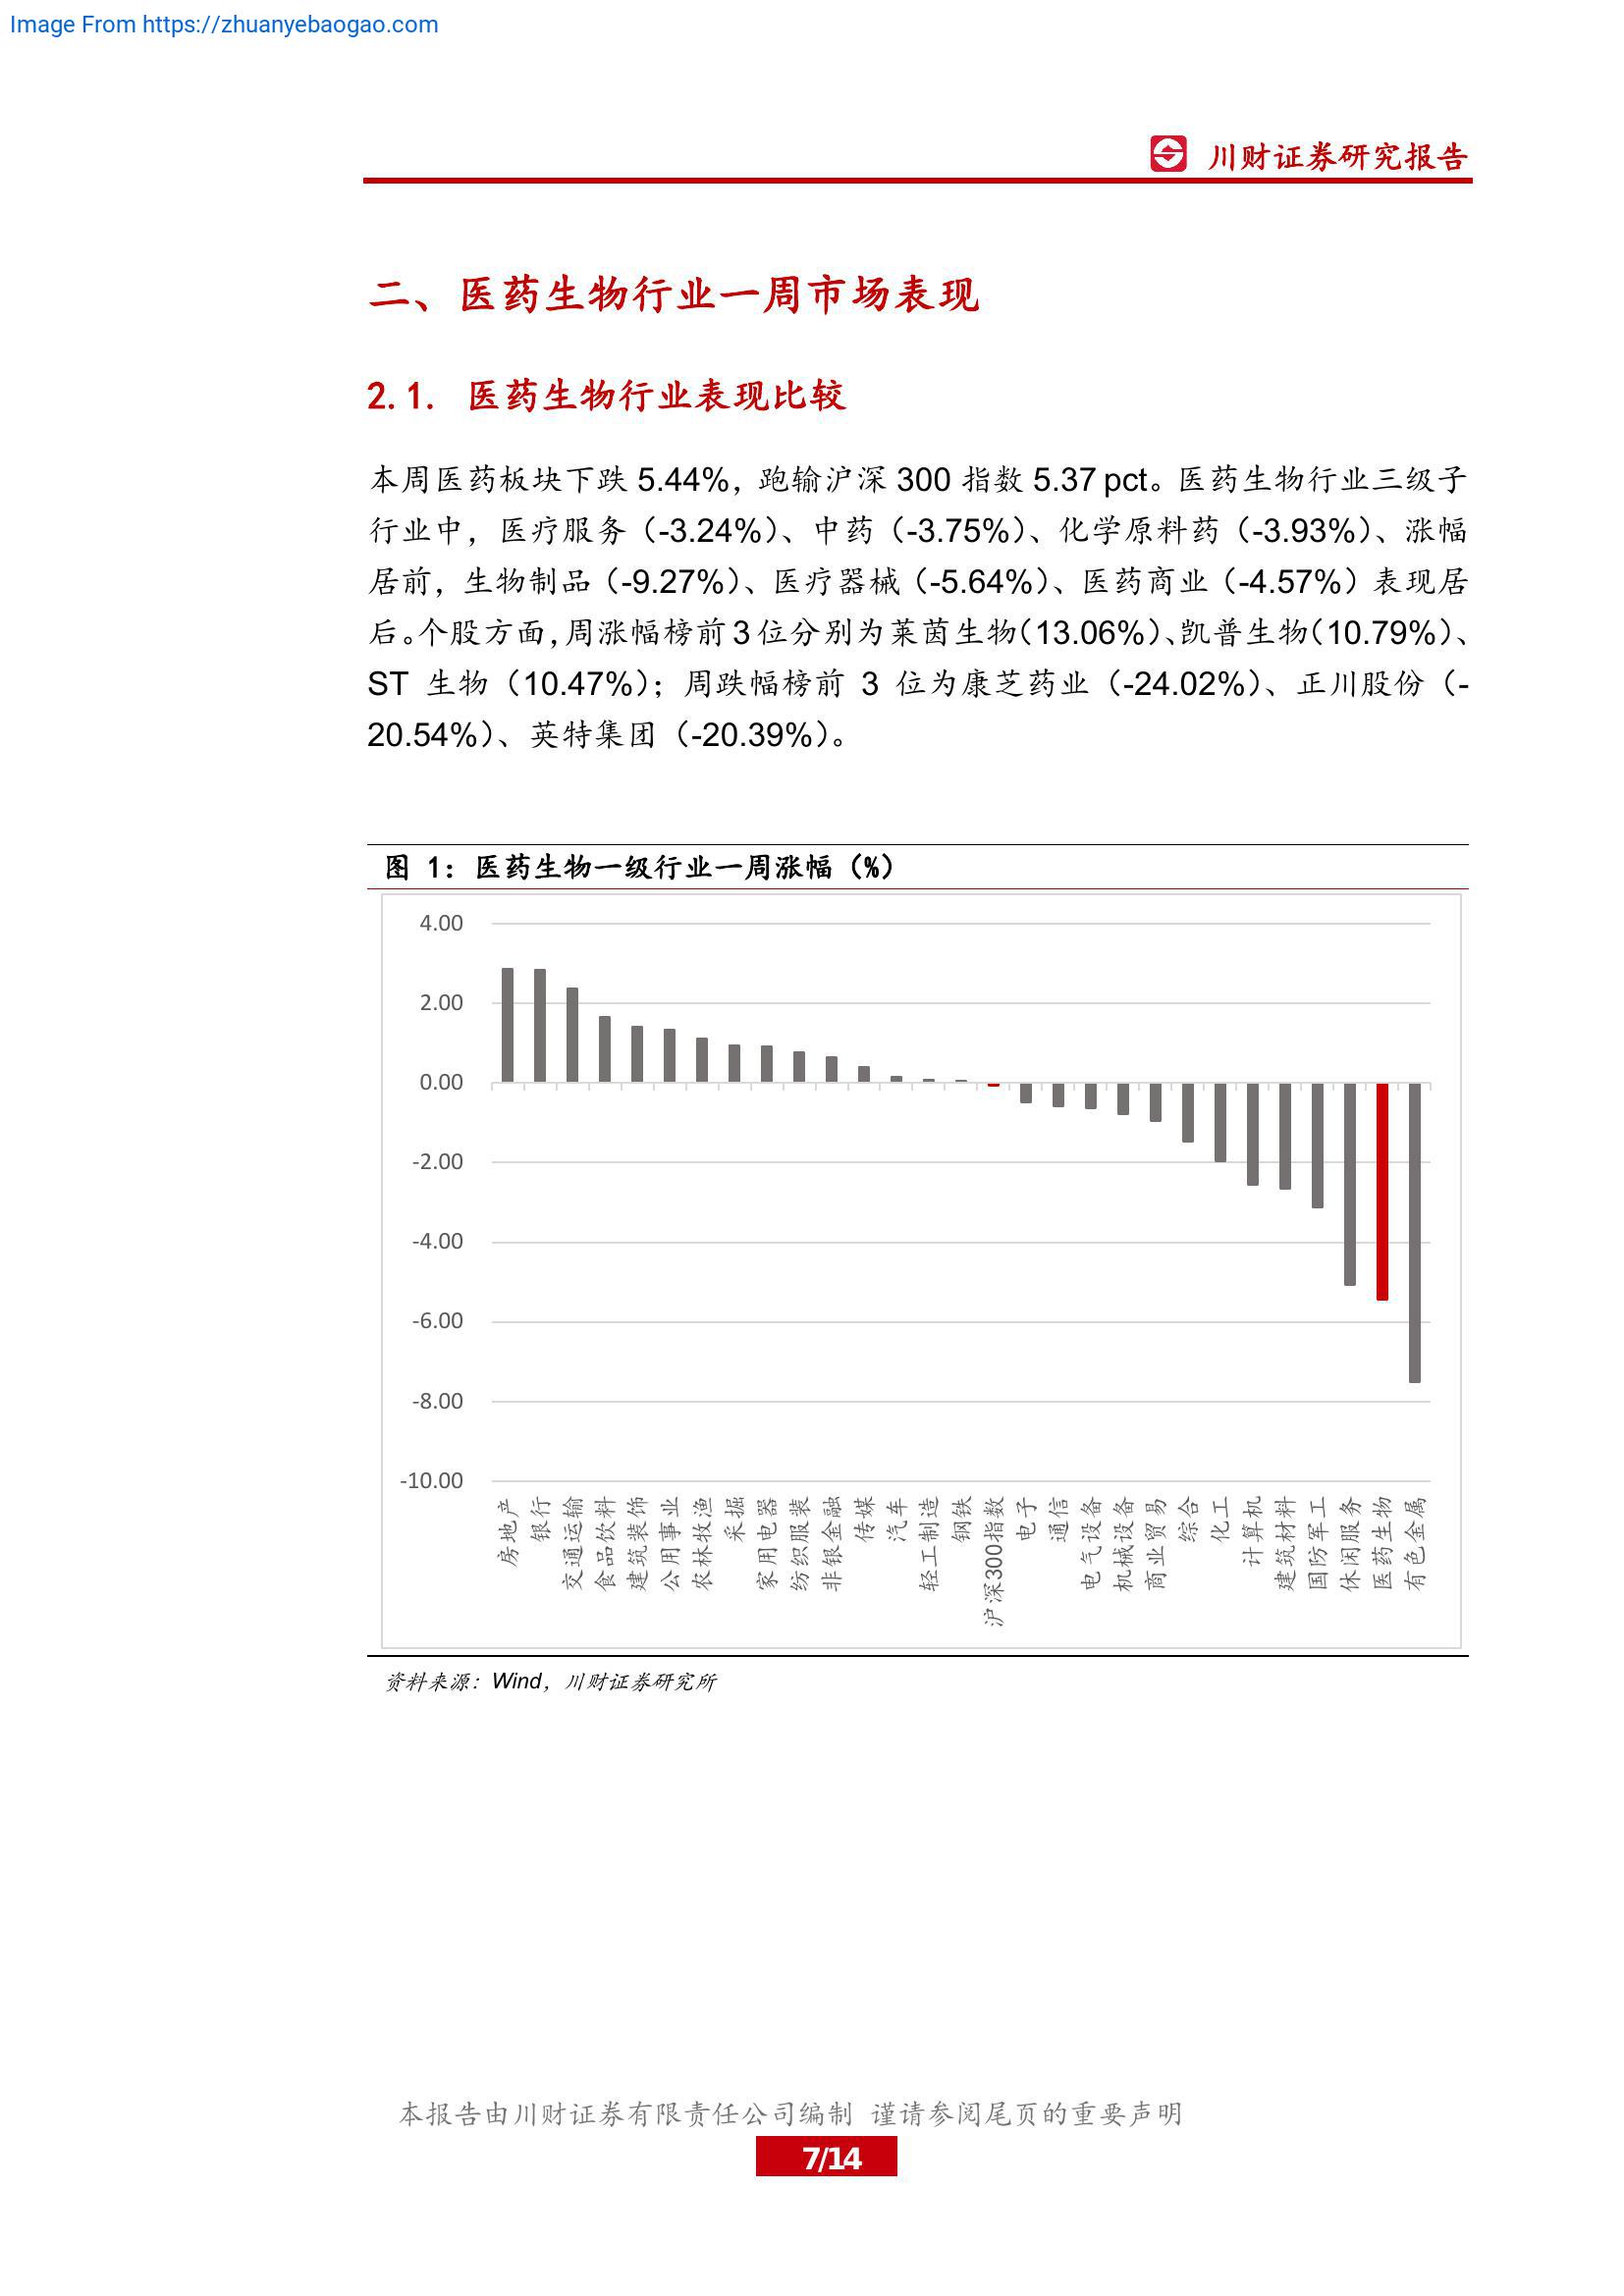 Image From https://zhuanyebaogao.com
川财证券研究报告
二、医药生物行业一周市场表现
2.1. 医药生物行业表现比较
本周医药板块下跌 5.44%，跑输沪深 300 指数 5.37 pct。医药生物行业三级子
行业中，医疗服务（-3.24%）、中药（-3.75%）、化学原料药（-3.93%）、涨幅
居前，生物制品（-9.27%）、医疗器械（-5.64%）、医药商业（-4.57%）表现居
后。个股方面，周涨幅榜前 3 位分别为莱茵生物（13.06%）、凯普生物（10.79%）、
ST 生物（10.47%）；周跌幅榜前 3 位为康芝药业（-24.02%）、正川股份（-
20.54%）、英特集团（-20.39%）。
图 1：医药生物一级行业一周涨幅（%）
4.00
2.00
0.00
-2.00
-4.00
-6.00
-8.00
-10.00
房地产
银行
交通运输
食品饮料
建筑装饰
公用事业
农林牧渔
采掘
家用电器
纺织服装
非银金融
传媒
汽车
轻工制造
钢铁
沪深300指数
电子
通信
电气设备
机械设备
商业贸易
综合
化工
计算机
建筑材料
国防军工
休闲服务
医药生物
有色金属
资料来源：Wind，川财证券研究所
本报告由川财证券有限责任公司编制 谨请参阅尾页的重要声明
7/14